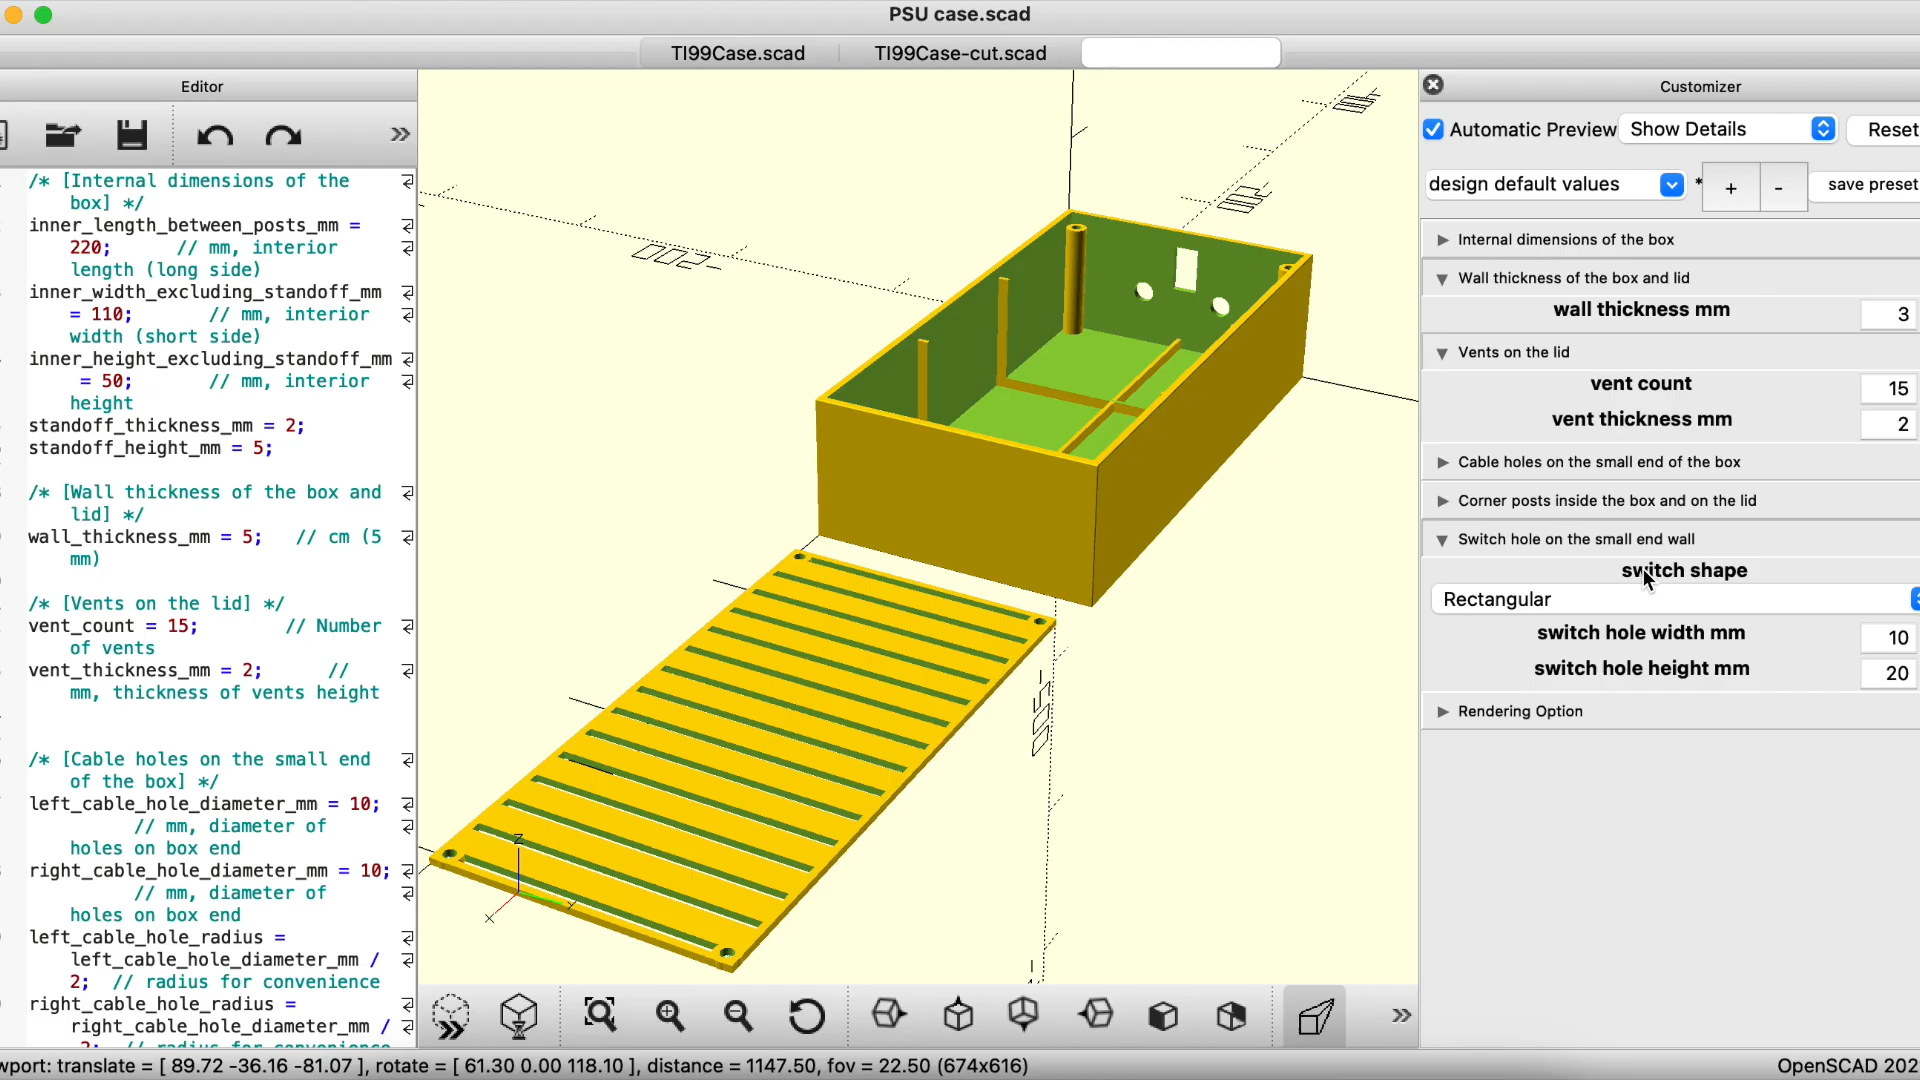 PSU case.scad
TI99Case.scad
TI99Case-cut.scad
Editor
/* [Internal dimensions of the
box] */
inner_length_between_posts_mm =
220;       // mm, interior
length (long side)
inner_width_excluding_standoff_mm
= 110;       // mm, interior
width (short side)
inner_height_excluding_standoff_mm
= 50;       // mm, interior
height
standoff_thickness_mm = 2;
standoff_height_mm = 5;
/* [Wall thickness of the box and
lid] */
wall_thickness_mm = 5;   // cm (5
mm)
/* [Vents on the lid] */
vent_count = 15;        // Number
of vents
vent_thickness_mm = 2;      //
mm, thickness of vents height
/* [Cable holes on the small end
of the box] */
left_cable_hole_diameter_mm = 10;
// mm, diameter of
holes on box end
right_cable_hole_diameter_mm = 10;
// mm, diameter of
holes on box end
left_cable_hole_radius =
left_cable_hole_diameter_mm /
2;  // radius for convenience
right_cable_hole_radius =
right_cable_hole_diameter_mm /
2;  // radius for convenience
Z
X
Y
Customizer
Automatic Preview
Show Details
Reset
design default values
*
+
-
save preset
Internal dimensions of the box
Wall thickness of the box and lid
wall thickness mm
3
Vents on the lid
vent count
15
vent thickness mm
2
Cable holes on the small end of the box
Corner posts inside the box and on the lid
Switch hole on the small end wall
switch shape
Rectangular
switch hole width mm
10
switch hole height mm
20
Rendering Option
wport: translate = [ 89.72 -36.16 -81.07 ], rotate = [ 61.30 0.00 118.10 ], distance = 1147.50, fov = 22.50 (674x616)
OpenSCAD 202